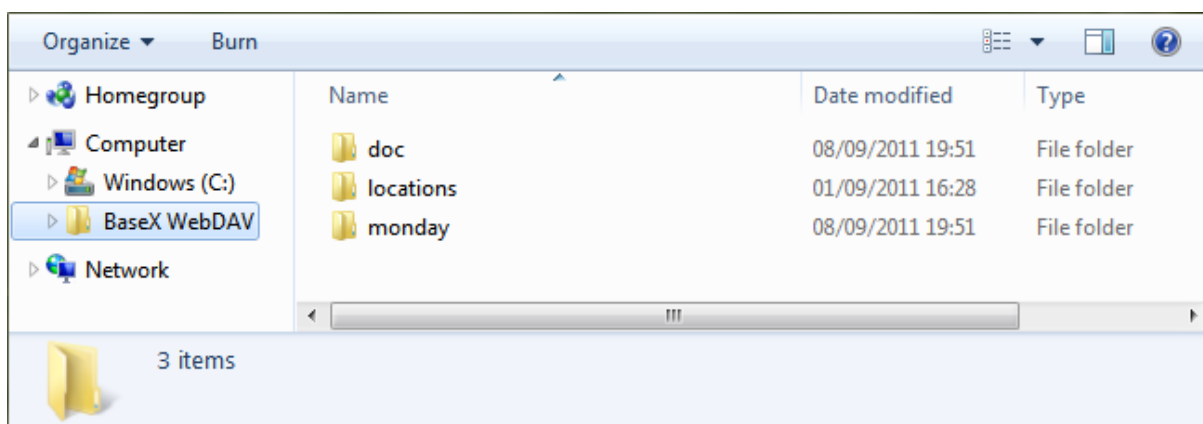 Organize Burn
Homegroup
Computer
Windows (C:)
BaseX WebDAV
Network
Name Date modified Type
doc 08/09/2011 19:51 File folder
locations 01/09/2011 16:28 File folder
monday 08/09/2011 19:51 File folder
3 items